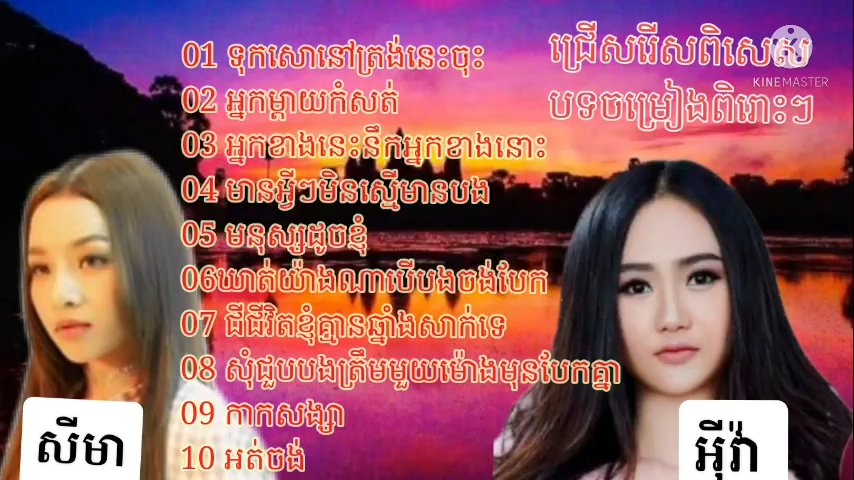 01 ទុកសោនៅត្រង់នេះចុះ
02 អ្នកម្ដាយកំសត់
03 អ្នកខាងនេះនឹកអ្នកខាងនោះ
04 មានអ្វីៗមិនស្មើមានបង
05 មនុស្សដូចខ្ញុំ
06ឃាត់យ៉ាងណាបើបងចង់បែក
07 ជីជីវិតខ្ញុំគ្មានឆ្នាំងសាក់ទេ
08 សុំជួបបងត្រឹមមួយម៉ោងមុនបែកគ្នា
09 កាកសង្សា
10 អត់ចង់
ជ្រើសរើសពិសេស
បទចម្រៀងពិរោះៗ
KINEMASTER
សីមា
អ៊ីវ៉ា